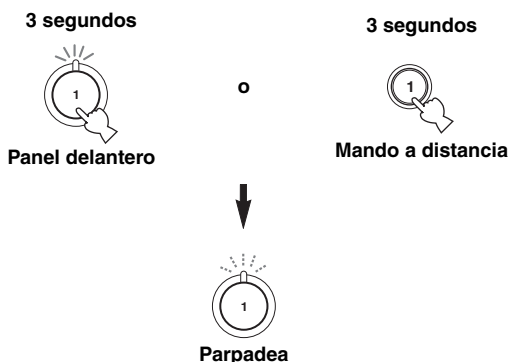 3 segundos
3 segundos
1
o
1
Panel delantero
Mando a distancia
1
Parpadea